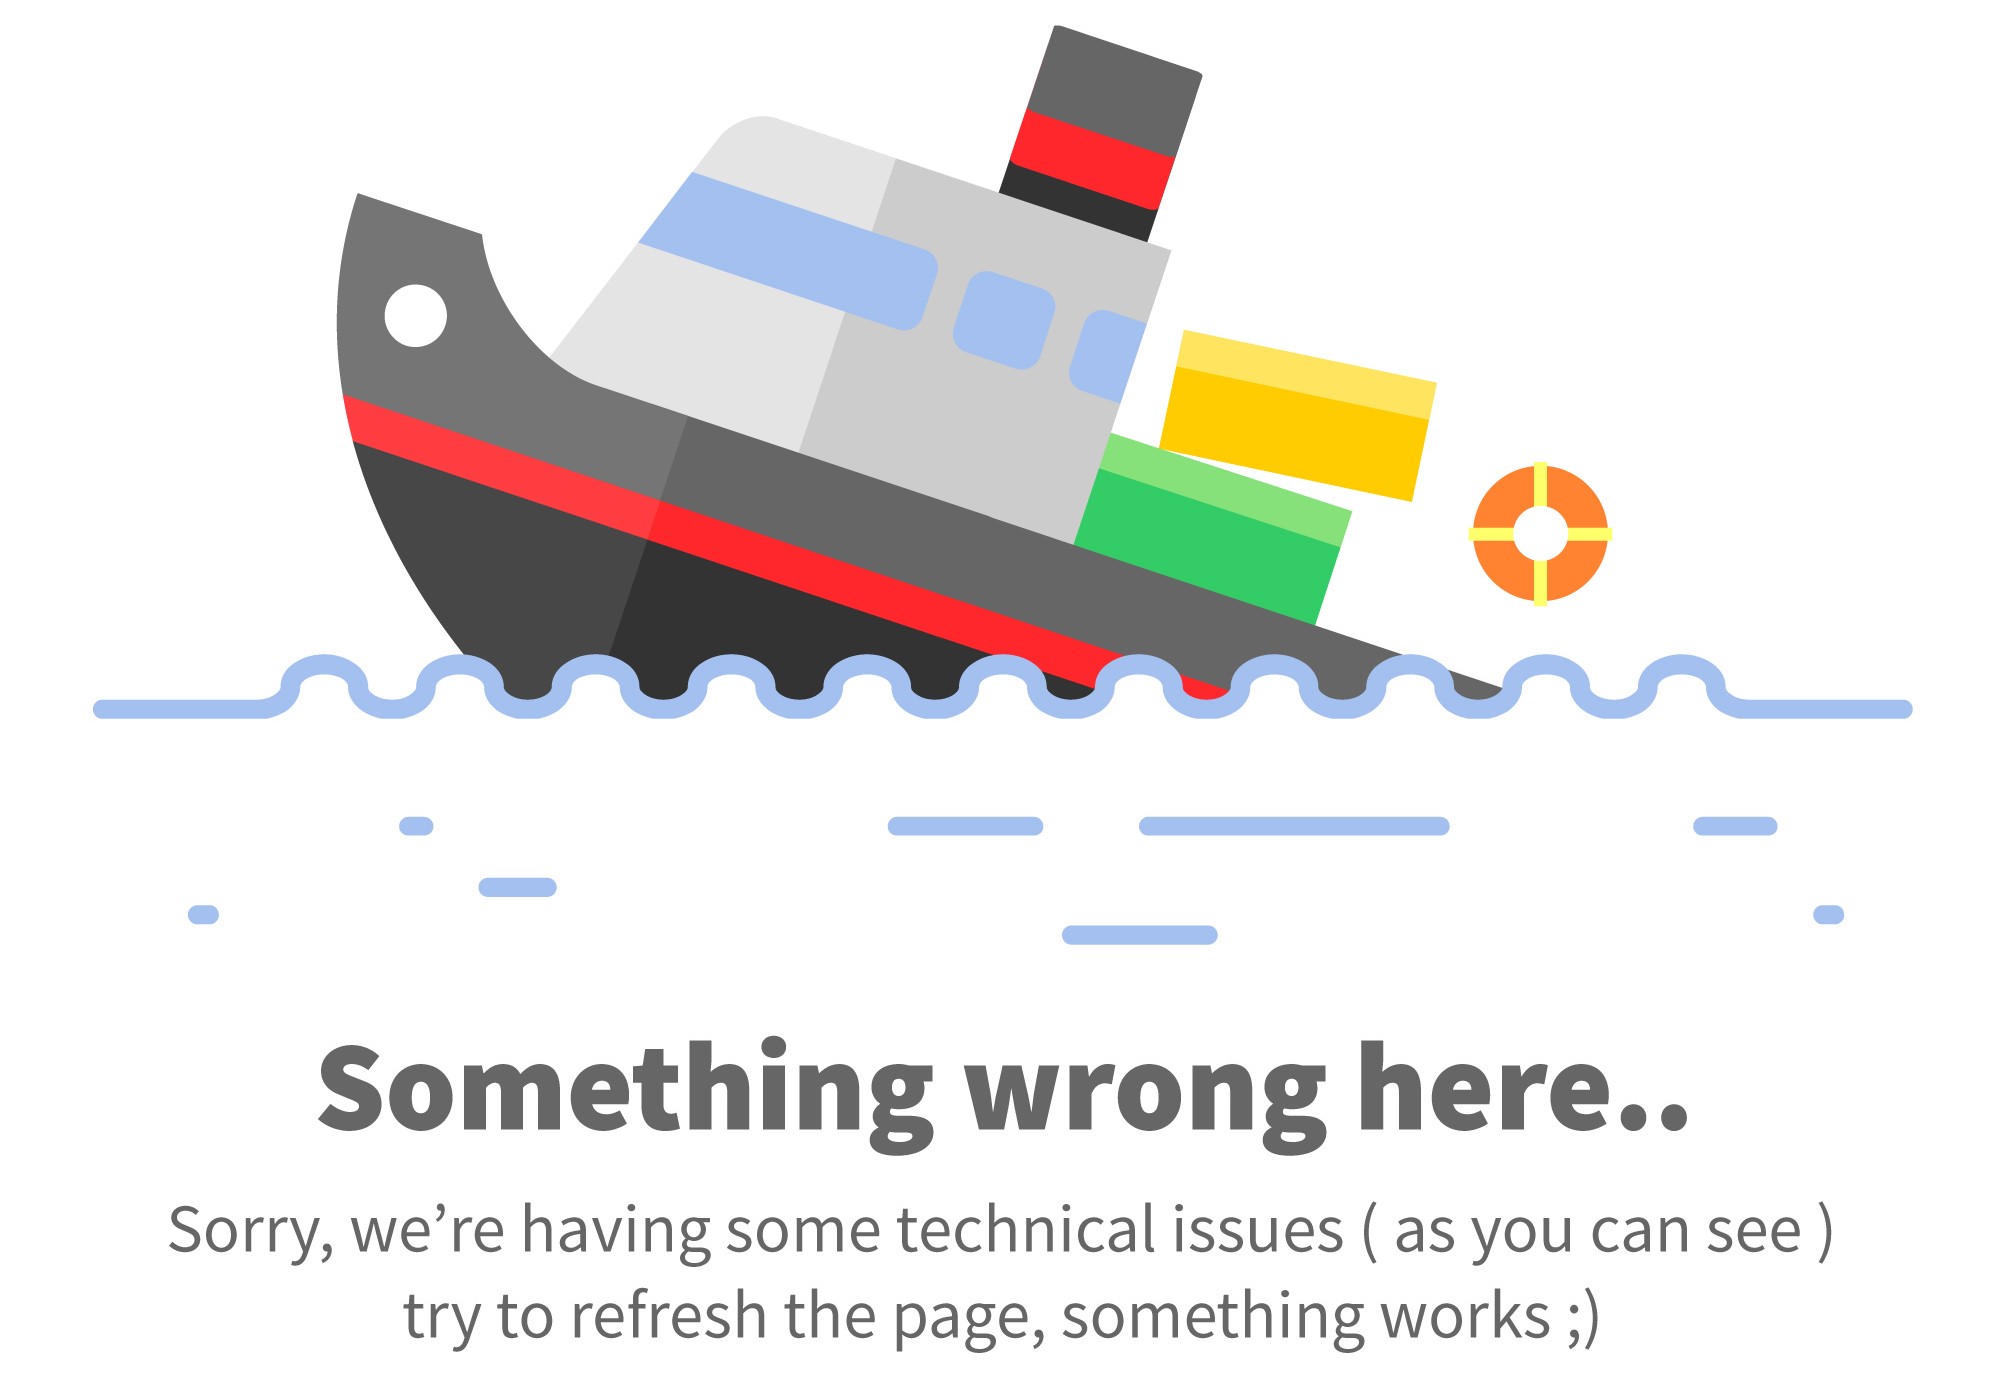 Something wrong here..
Sorry, we’re having some technical issues ( as you can see )
try to refresh the page, something works ;)